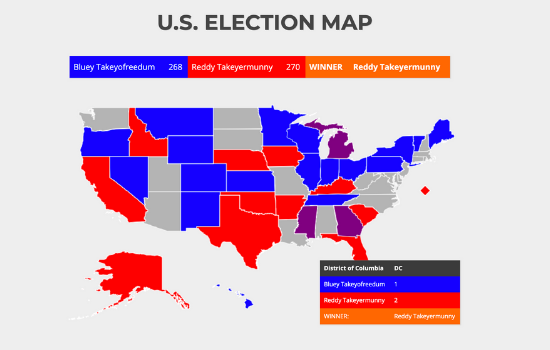 U.S. ELECTION MAP
Bluey Takeyofreedum 268 Reddy Takeyermunny 270 WINNER Reddy Takeyermunny
District of Columbia DC
Bluey Takeyofreedum 1
Reddy Takeyermunny 2
WINNER: Reddy Takeyermunny